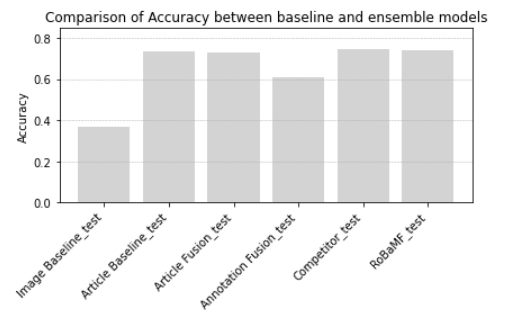 Comparison of Accuracy between baseline and ensemble models
0.8
0.6
0.4
0.2
0.0
Accuracy
Image Baseline_test
Article Baseline_test
Article Fusion_test
Annotation Fusion_test
Competitor_test
RoBaMF_test